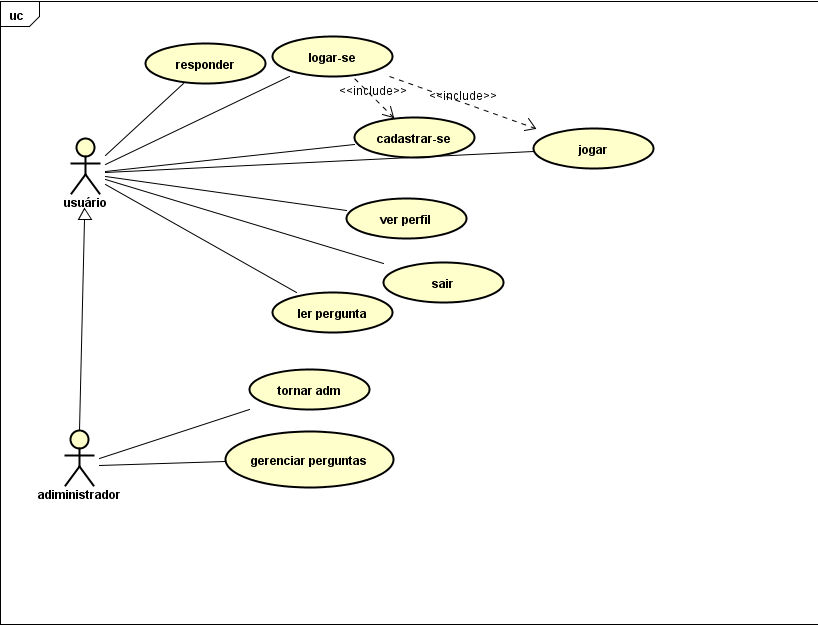 uc
responder
logar-se
<<include>>
<<include>>
cadastrar-se
jogar
usuário
ver perfil
sair
ler pergunta
tornar adm
gerenciar perguntas
adiministrador